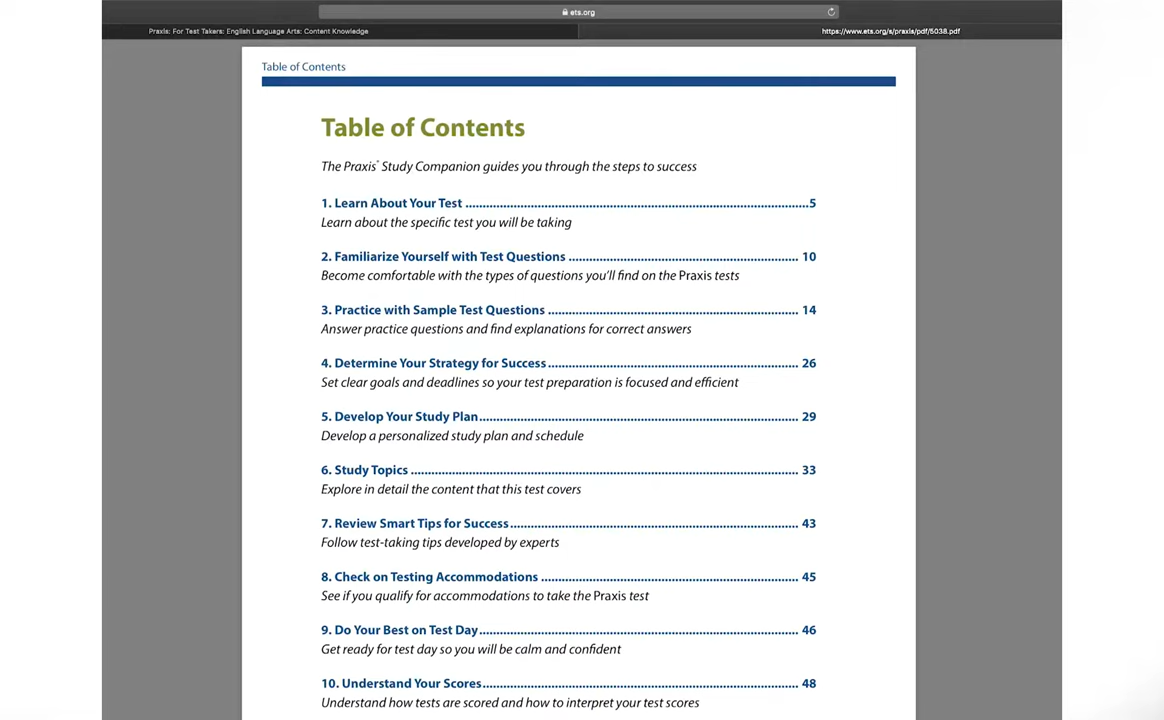 ets.org
Praxis: For Test Takers: English Language Arts: Content Knowledge
https://www.ets.org/s/praxis/pdf/5038.pdf
Table of Contents
Table of Contents
The Praxis® Study Companion guides you through the steps to success
1. Learn About Your Test ....................................................................................................5
Learn about the specific test you will be taking
2. Familiarize Yourself with Test Questions ................................................................... 10
Become comfortable with the types of questions you’ll find on the Praxis tests
3. Practice with Sample Test Questions ......................................................................... 14
Answer practice questions and find explanations for correct answers
4. Determine Your Strategy for Success......................................................................... 26
Set clear goals and deadlines so your test preparation is focused and efficient
5. Develop Your Study Plan............................................................................................. 29
Develop a personalized study plan and schedule
6. Study Topics ................................................................................................................. 33
Explore in detail the content that this test covers
7. Review Smart Tips for Success.................................................................................... 43
Follow test-taking tips developed by experts
8. Check on Testing Accommodations ........................................................................... 45
See if you qualify for accommodations to take the Praxis test
9. Do Your Best on Test Day............................................................................................. 46
Get ready for test day so you will be calm and confident
10. Understand Your Scores............................................................................................ 48
Understand how tests are scored and how to interpret your test scores